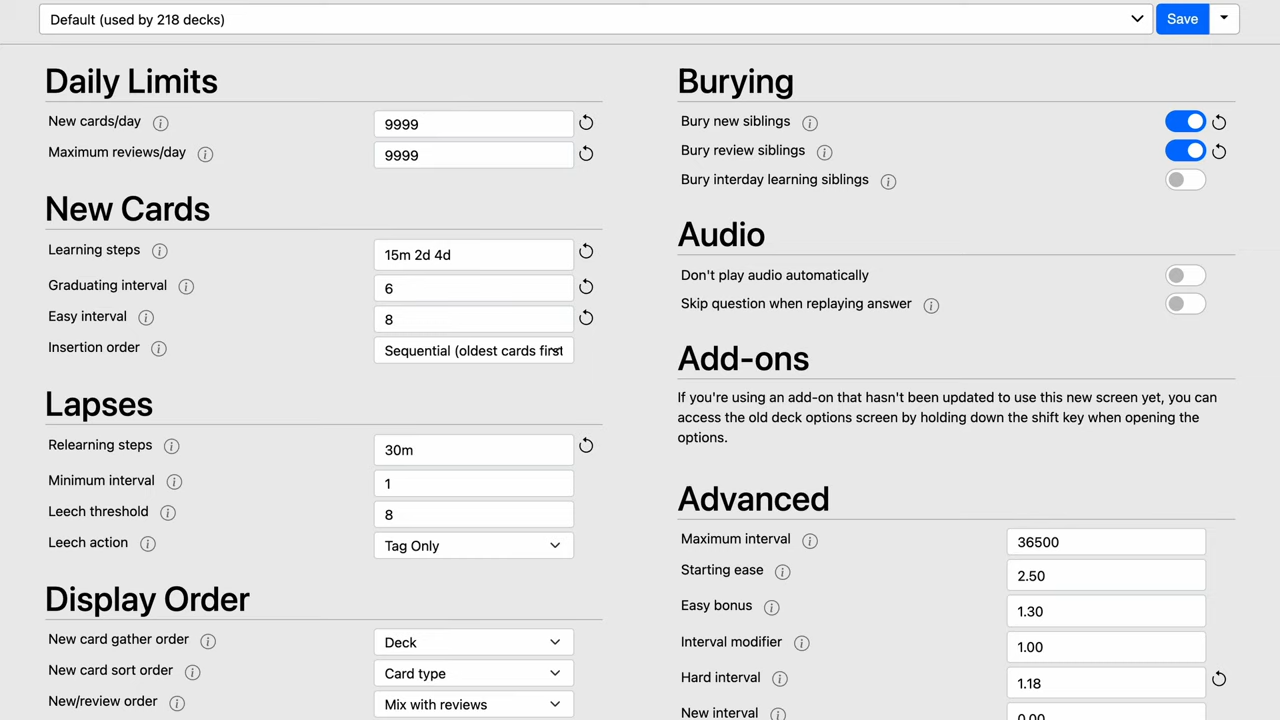 Default (used by 218 decks)
Save
Daily Limits
New cards/day
9999
Maximum reviews/day
9999
New Cards
Learning steps
15m 2d 4d
Graduating interval
6
Easy interval
8
Insertion order
Sequential (oldest cards first
Lapses
Relearning steps
30m
Minimum interval
1
Leech threshold
8
Leech action
Tag Only
Display Order
New card gather order
Deck
New card sort order
Card type
New/review order
Mix with reviews
Burying
Bury new siblings
Bury review siblings
Bury interday learning siblings
Audio
Don't play audio automatically
Skip question when replaying answer
Add-ons
If you're using an add-on that hasn't been updated to use this new screen yet, you can
access the old deck options screen by holding down the shift key when opening the
options.
Advanced
Maximum interval
36500
Starting ease
2.50
Easy bonus
1.30
Interval modifier
1.00
Hard interval
1.18
New interval
0.00